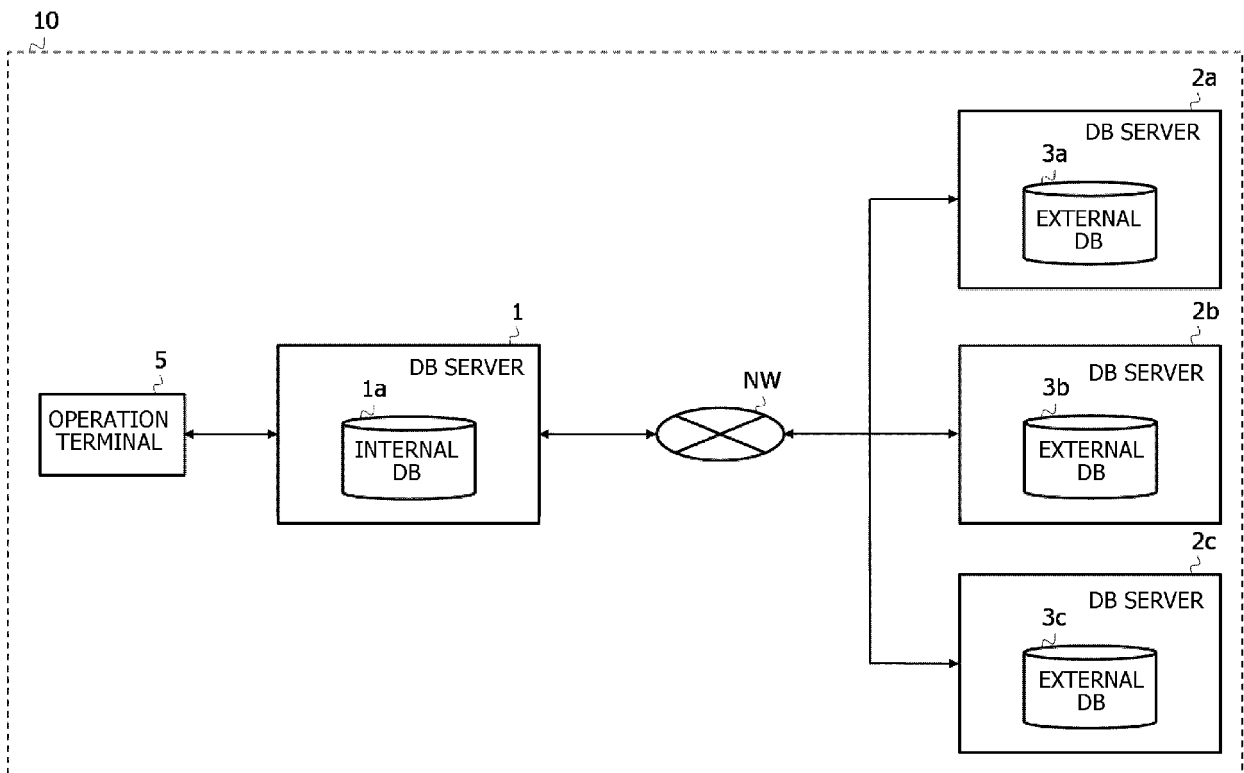 10
2a
DB SERVER
3a
EXTERNAL
DB
1
DB SERVER
1a
INTERNAL
DB
5
OPERATION
TERMINAL
NW
2b
DB SERVER
3b
EXTERNAL
DB
2c
DB SERVER
3c
EXTERNAL
DB